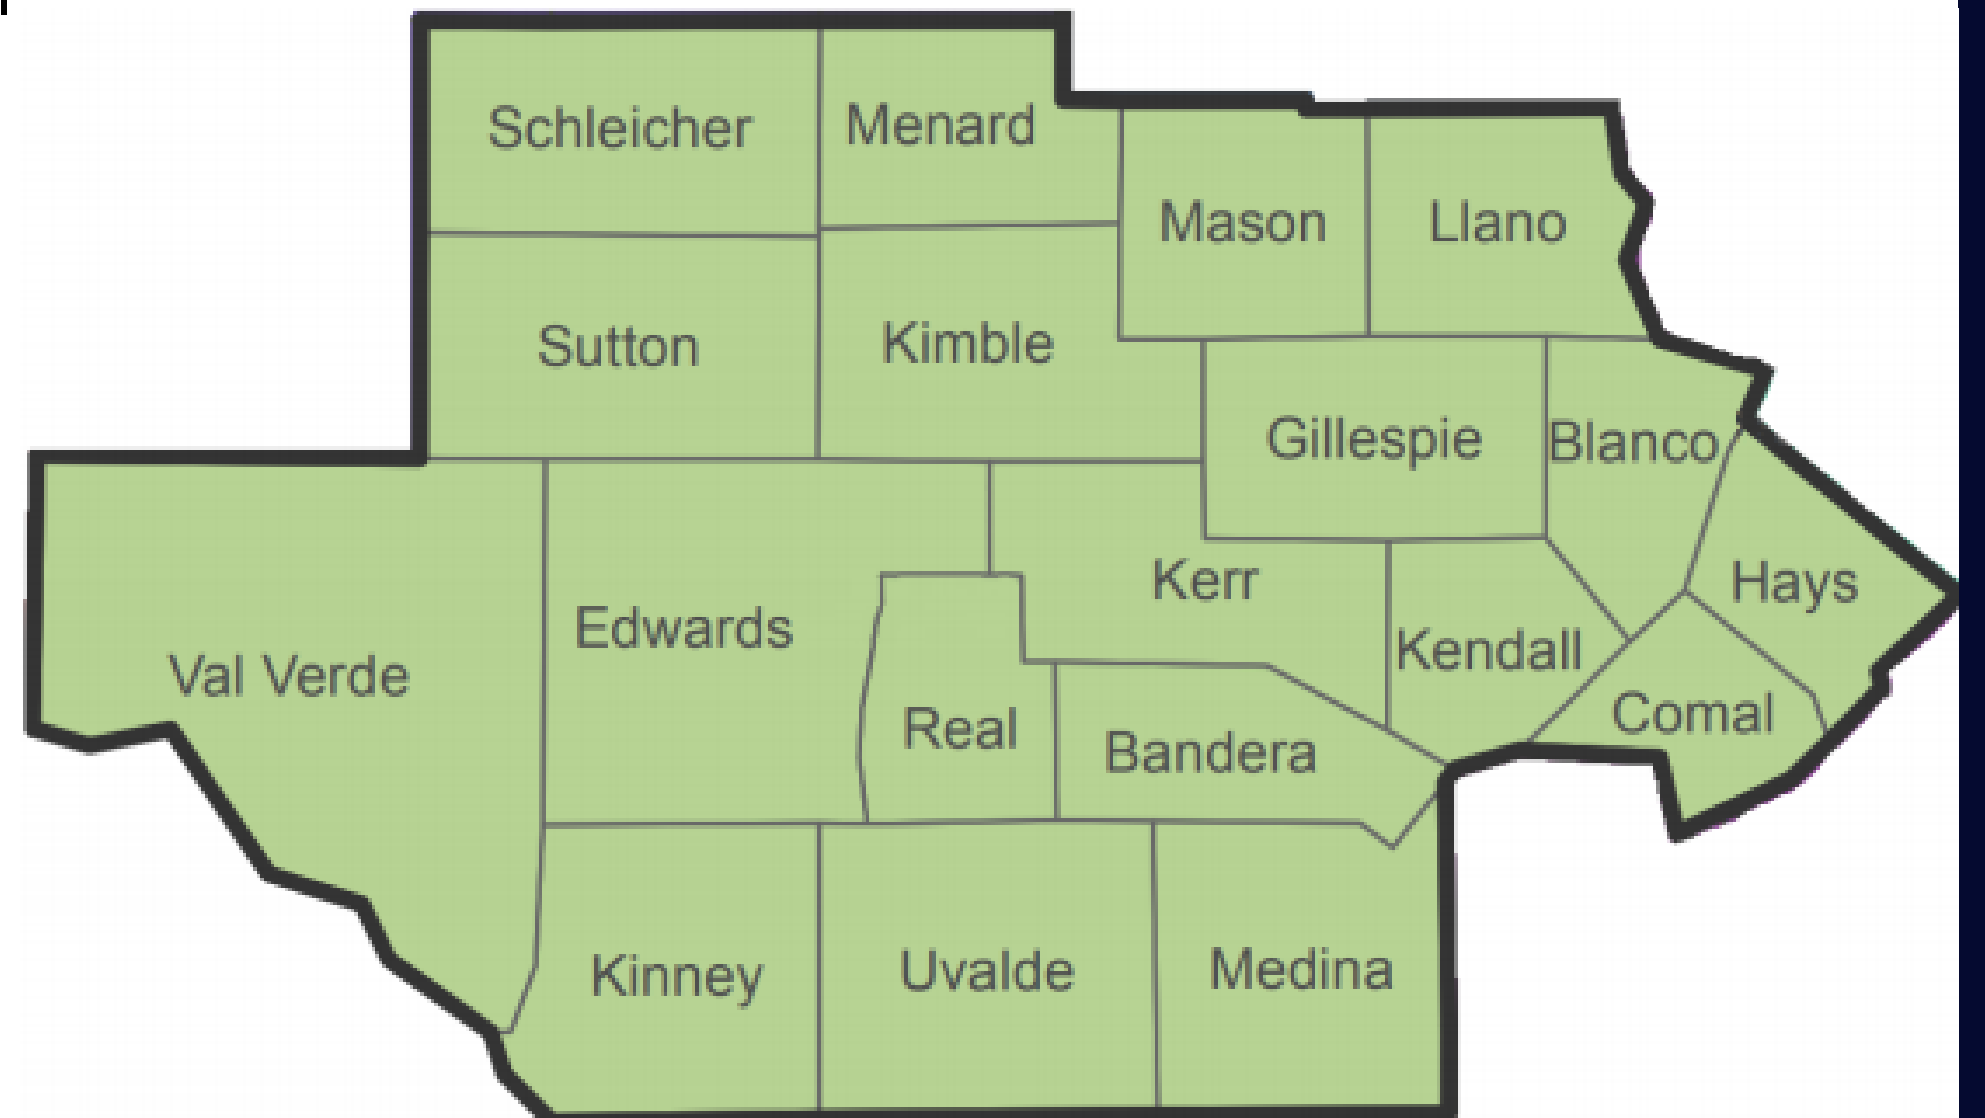 Schleicher
Menard
Mason
Llano
Sutton
Kimble
Gillespie
Blanco
Kerr
Hays
Edwards
Kendall
Val Verde
Real
Comal
Bandera
Kinney
Uvalde
Medina